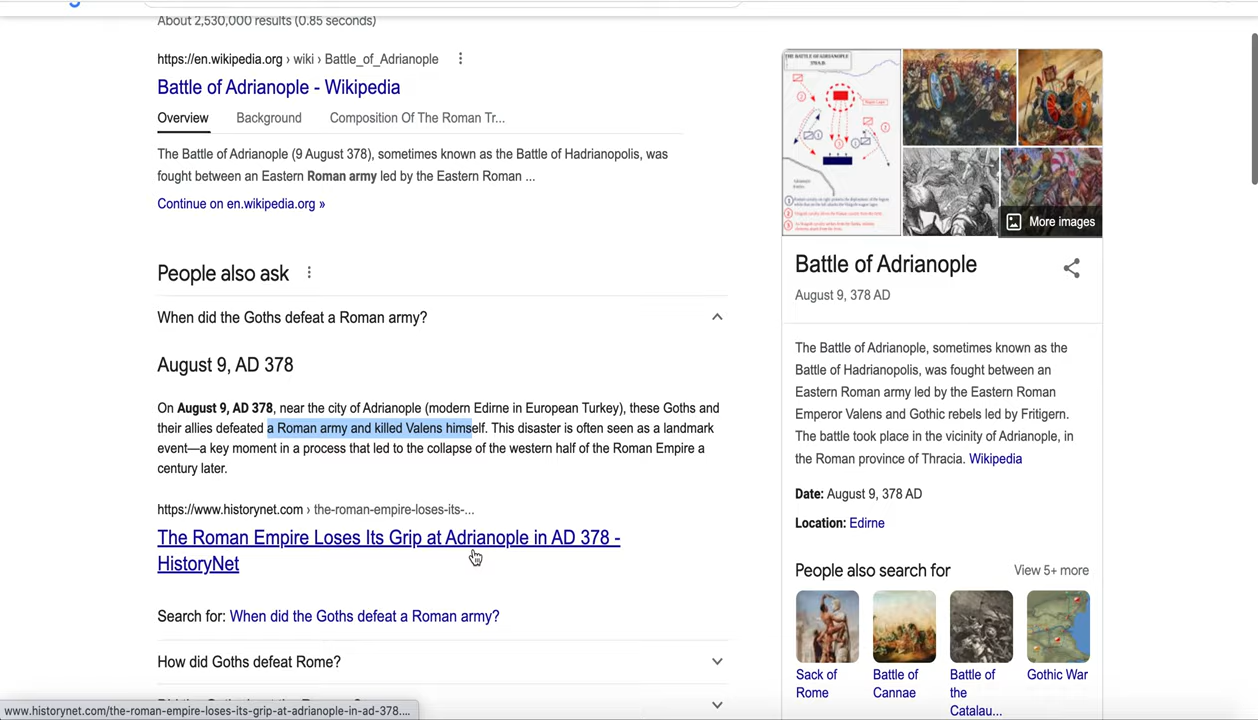 About 2,530,000 results (0.85 seconds)
https://en.wikipedia.org › wiki › Battle_of_Adrianople
Battle of Adrianople - Wikipedia
Overview Background Composition Of The Roman Tr...
The Battle of Adrianople (9 August 378), sometimes known as the Battle of Hadrianopolis, was
fought between an Eastern Roman army led by the Eastern Roman ...
Continue on en.wikipedia.org »
People also ask
When did the Goths defeat a Roman army?
August 9, AD 378
On August 9, AD 378, near the city of Adrianople (modern Edirne in European Turkey), these Goths and
their allies defeated a Roman army and killed Valens himself. This disaster is often seen as a landmark
event—a key moment in a process that led to the collapse of the western half of the Roman Empire a
century later.
https://www.historynet.com › the-roman-empire-loses-its-...
The Roman Empire Loses Its Grip at Adrianople in AD 378 -
HistoryNet
Search for: When did the Goths defeat a Roman army?
How did Goths defeat Rome?
www.historynet.com/the-roman-empire-loses-its-grip-at-adrianople-in-ad-378....
THE BATTLE OF ADRIANOPLE
378 A.D.
More images
Battle of Adrianople
August 9, 378 AD
The Battle of Adrianople, sometimes known as the
Battle of Hadrianopolis, was fought between an
Eastern Roman army led by the Eastern Roman
Emperor Valens and Gothic rebels led by Fritigern.
The battle took place in the vicinity of Adrianople, in
the Roman province of Thracia. Wikipedia
Date: August 9, 378 AD
Location: Edirne
People also search for View 5+ more
Sack of
Rome
Battle of
Cannae
Battle of
the
Catalau...
Gothic War